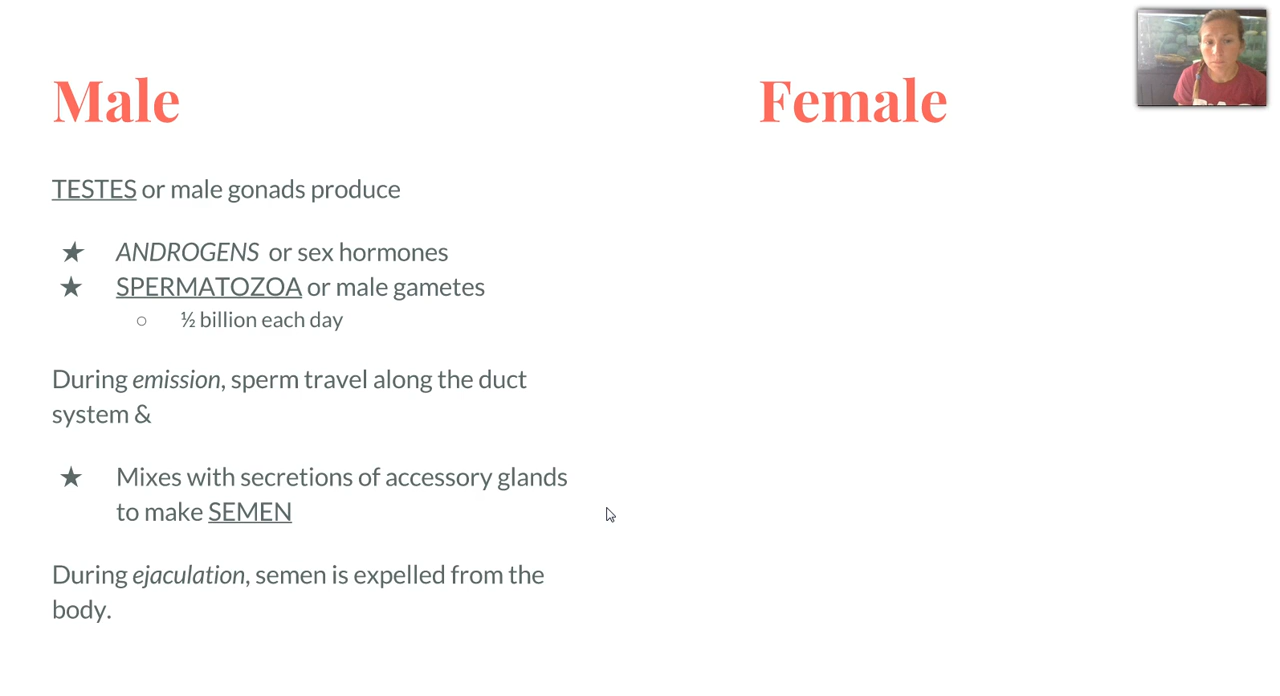 Male
Female
TESTES or male gonads produce
★ ANDROGENS or sex hormones
★ SPERMATOZOA or male gametes
○ ½ billion each day
During emission, sperm travel along the duct
system &
★ Mixes with secretions of accessory glands
to make SEMEN
During ejaculation, semen is expelled from the
body.